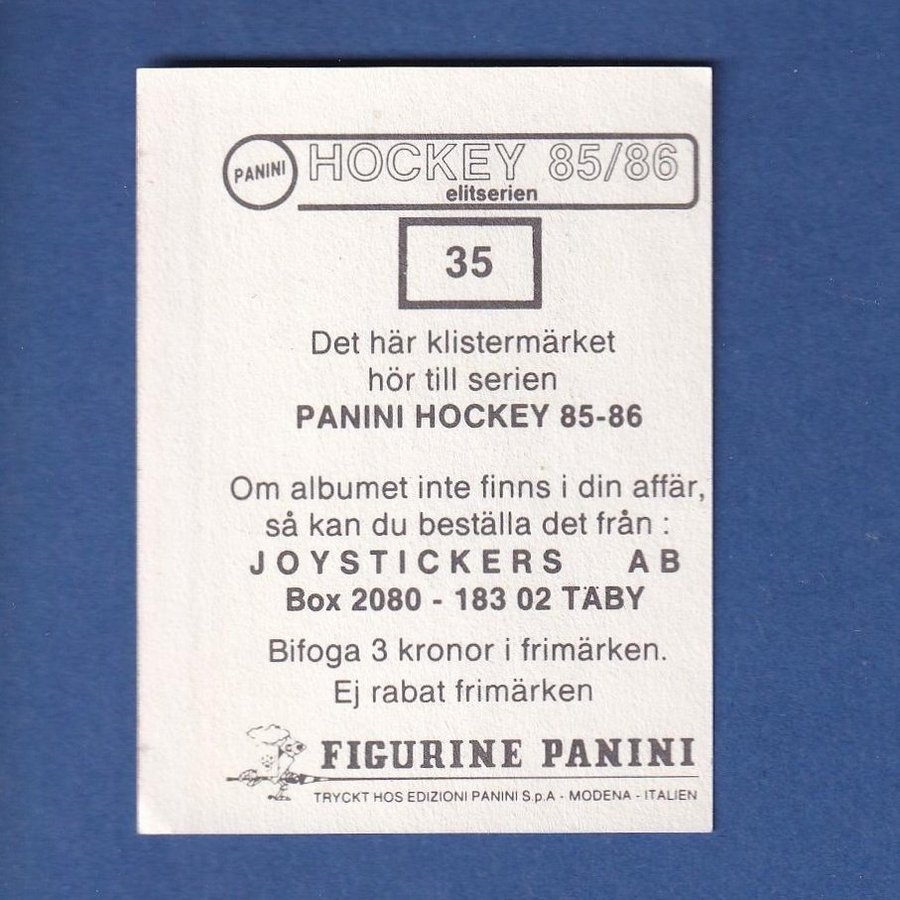 PANINI HOCKEY 85/86
elitserien
35
Det här klistermärket
hör till serien
PANINI HOCKEY 85-86
Om albumet inte finns i din affär,
så kan du beställa det från :
JOYSTICKERS AB
Box 2080 - 183 02 TÄBY
Bifoga 3 kronor i frimärken.
Ej rabat frimärken
FIGURINE PANINI
TRYCKT HOS EDIZIONI PANINI S.p.A - MODENA - ITALIEN